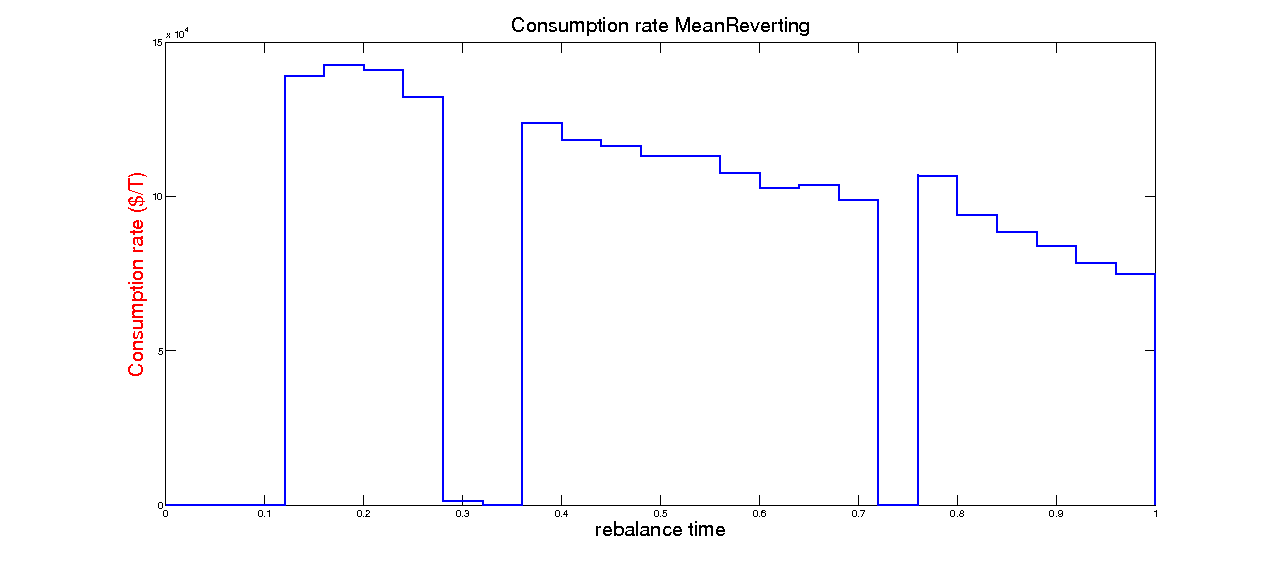 Consumption rate MeanReverting
x 10^4
15
10
5
0
Consumption rate ($/T)
0 0.1 0.2 0.3 0.4 0.5 0.6 0.7 0.8 0.9 1
rebalance time